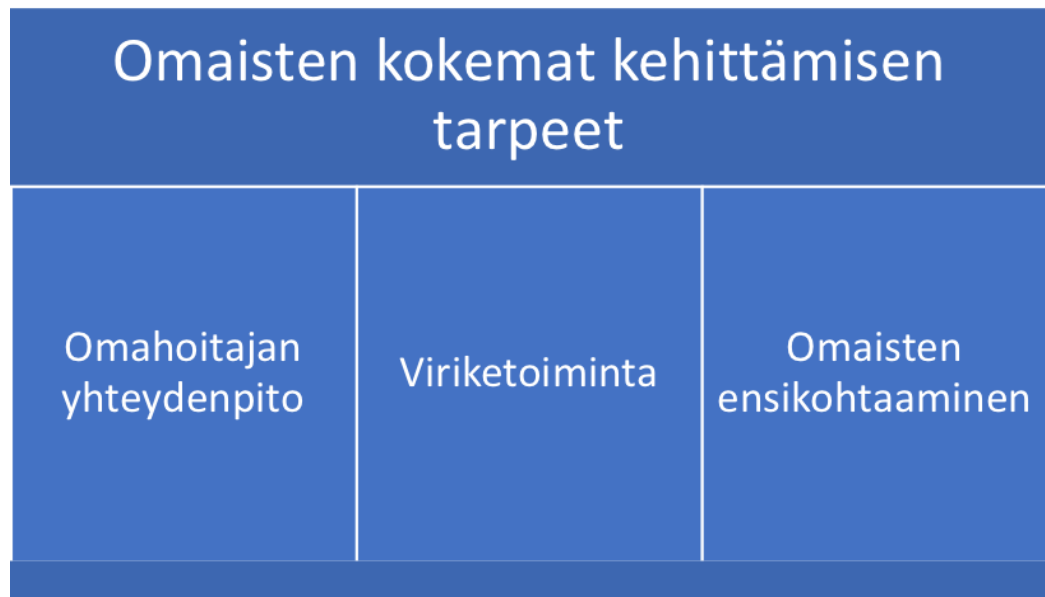 Omaisten kokemat kehittämisen
tarpeet
Omahoitajan
yhteydenpito
Viriketoiminta
Omaisten
ensikohtaaminen